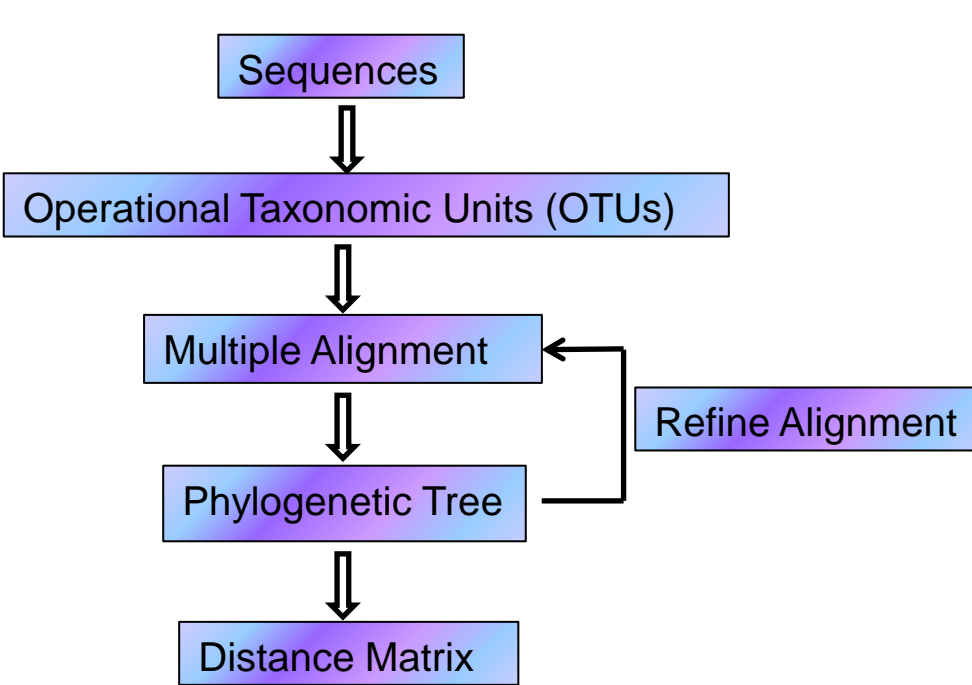 Sequences
Operational Taxonomic Units (OTUs)
Multiple Alignment
Refine Alignment
Phylogenetic Tree
Distance Matrix